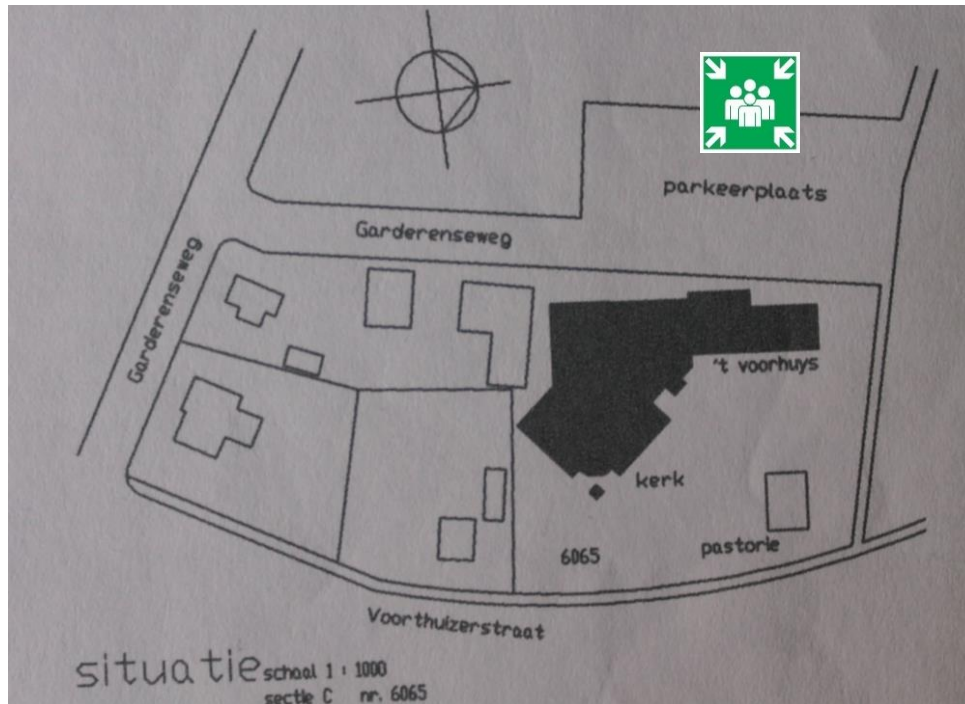 parkeerplaats
Garderenseweg
Garderenseweg
't voorhuys
kerk
pastorie
6065
Voorthuizerstraat
situatie schaal 1 : 1000
sectie C nr. 6065